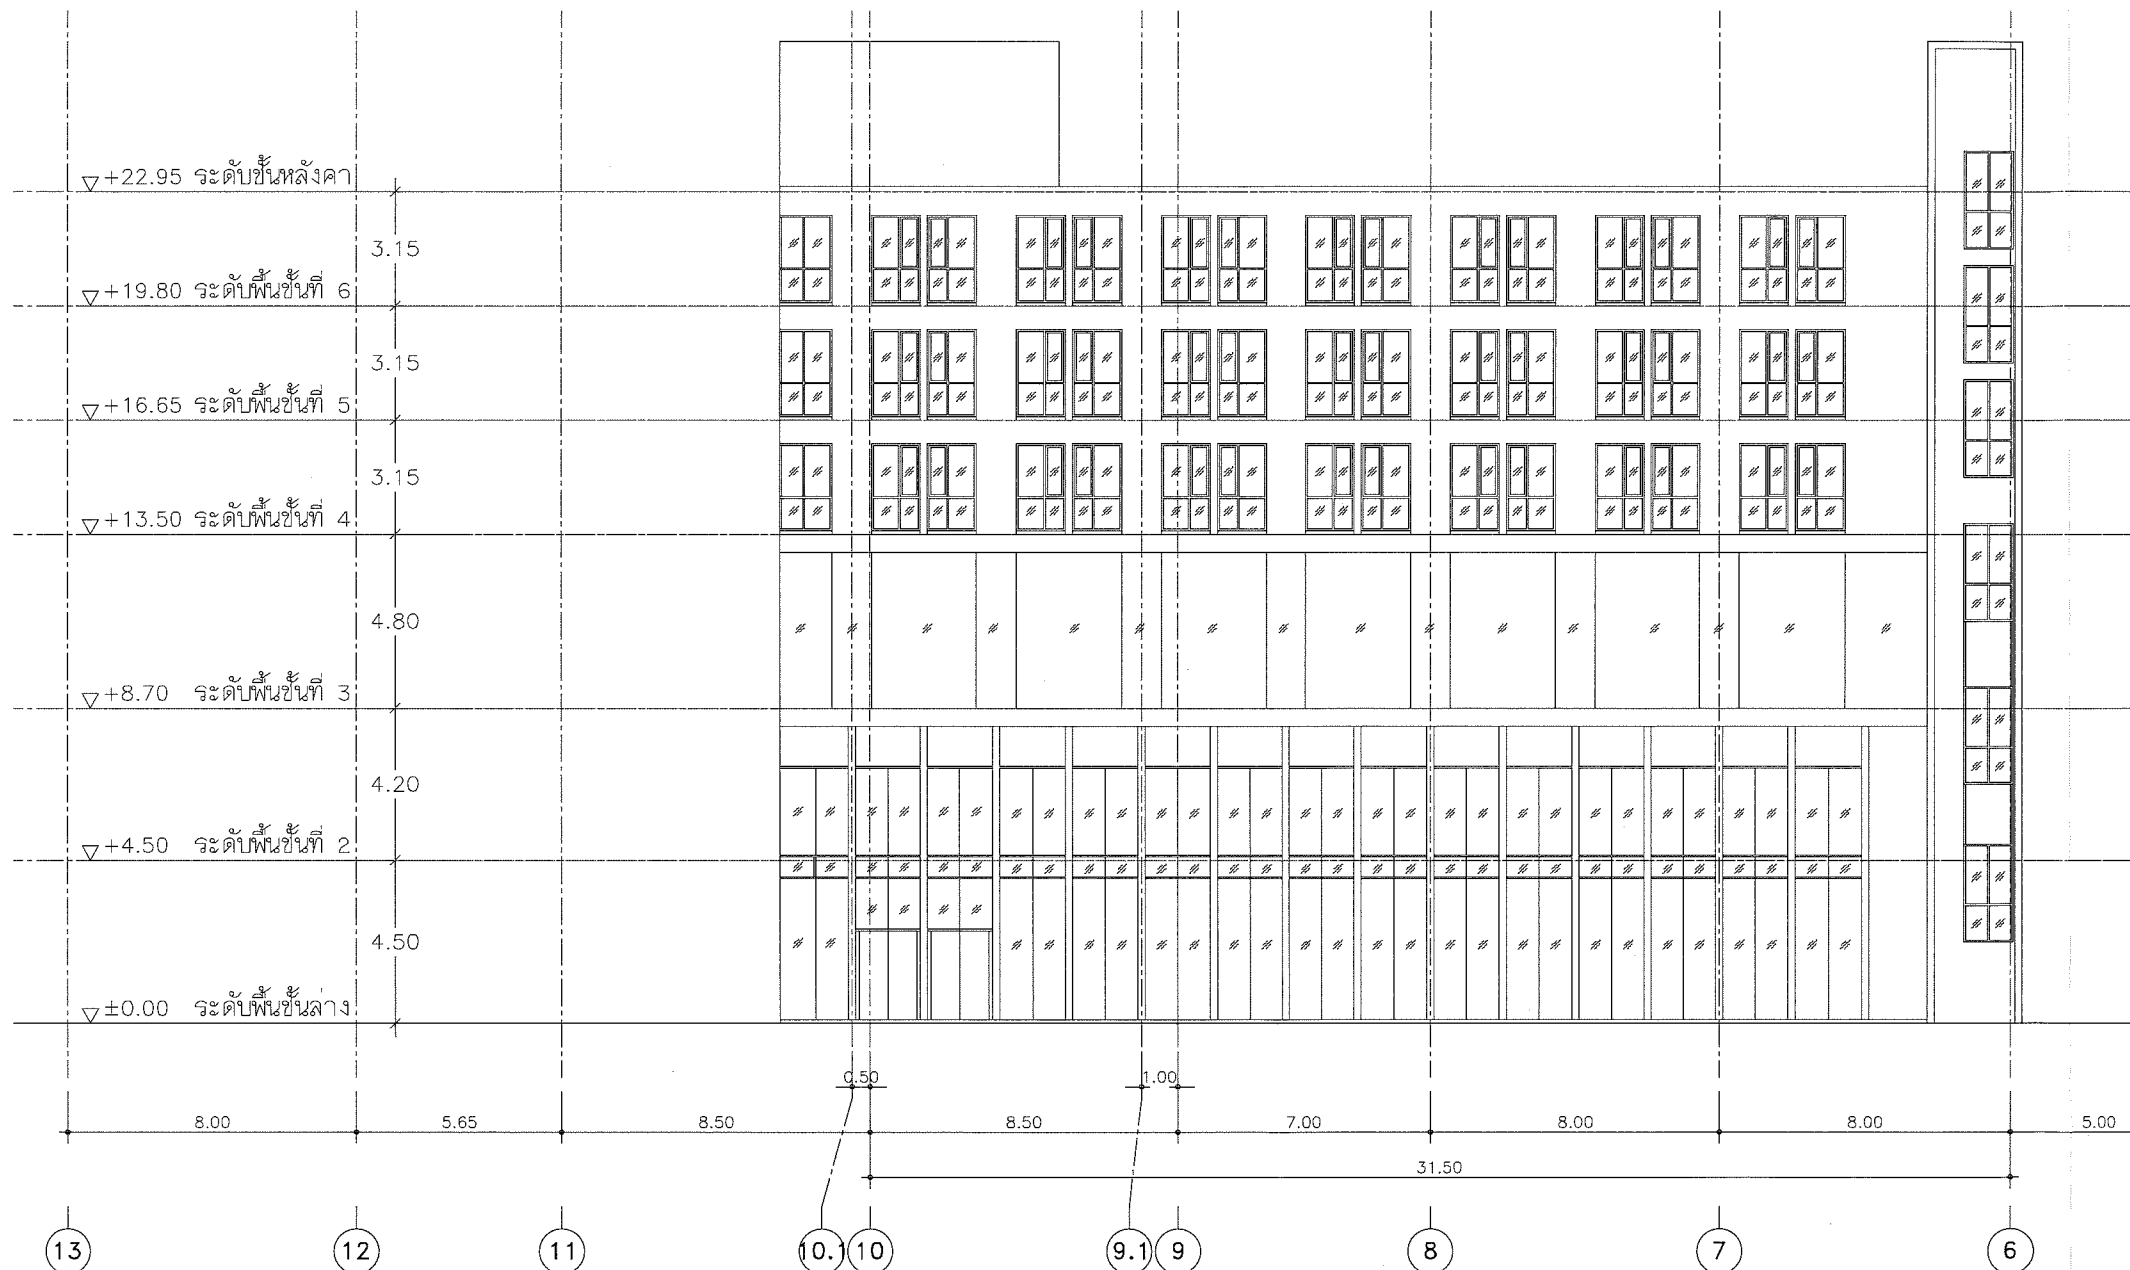 +22.95 ระดับชั้นหลังคา
3.15
+19.80 ระดับพื้นชั้นที่ 6
3.15
+16.65 ระดับพื้นชั้นที่ 5
3.15
+13.50 ระดับพื้นชั้นที่ 4
4.80
+8.70 ระดับพื้นชั้นที่ 3
4.20
+4.50 ระดับพื้นชั้นที่ 2
4.50
±0.00 ระดับพื้นชั้นล่าง
0.50 1.00
8.00 5.65 8.50 8.50 7.00 8.00 8.00 5.00
31.50
13 12 11 10.1 10 9.1 9 8 7 6